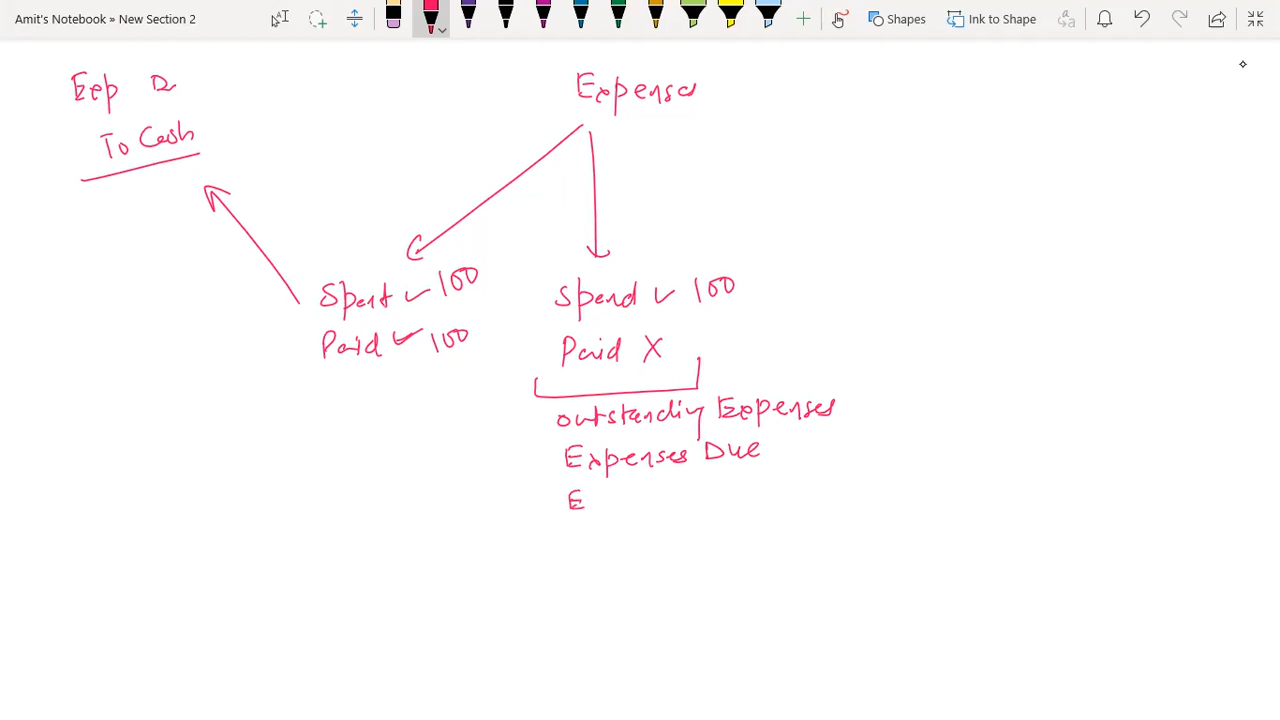 Amit's Notebook » New Section 2
Shapes
Ink to Shape
Exp Dr
To Cash
Expenses
Spent ✓ 100
Paid ✓ 100
Spend ✓ 100
Paid X
outstanding Expenses
Expenses Due
E